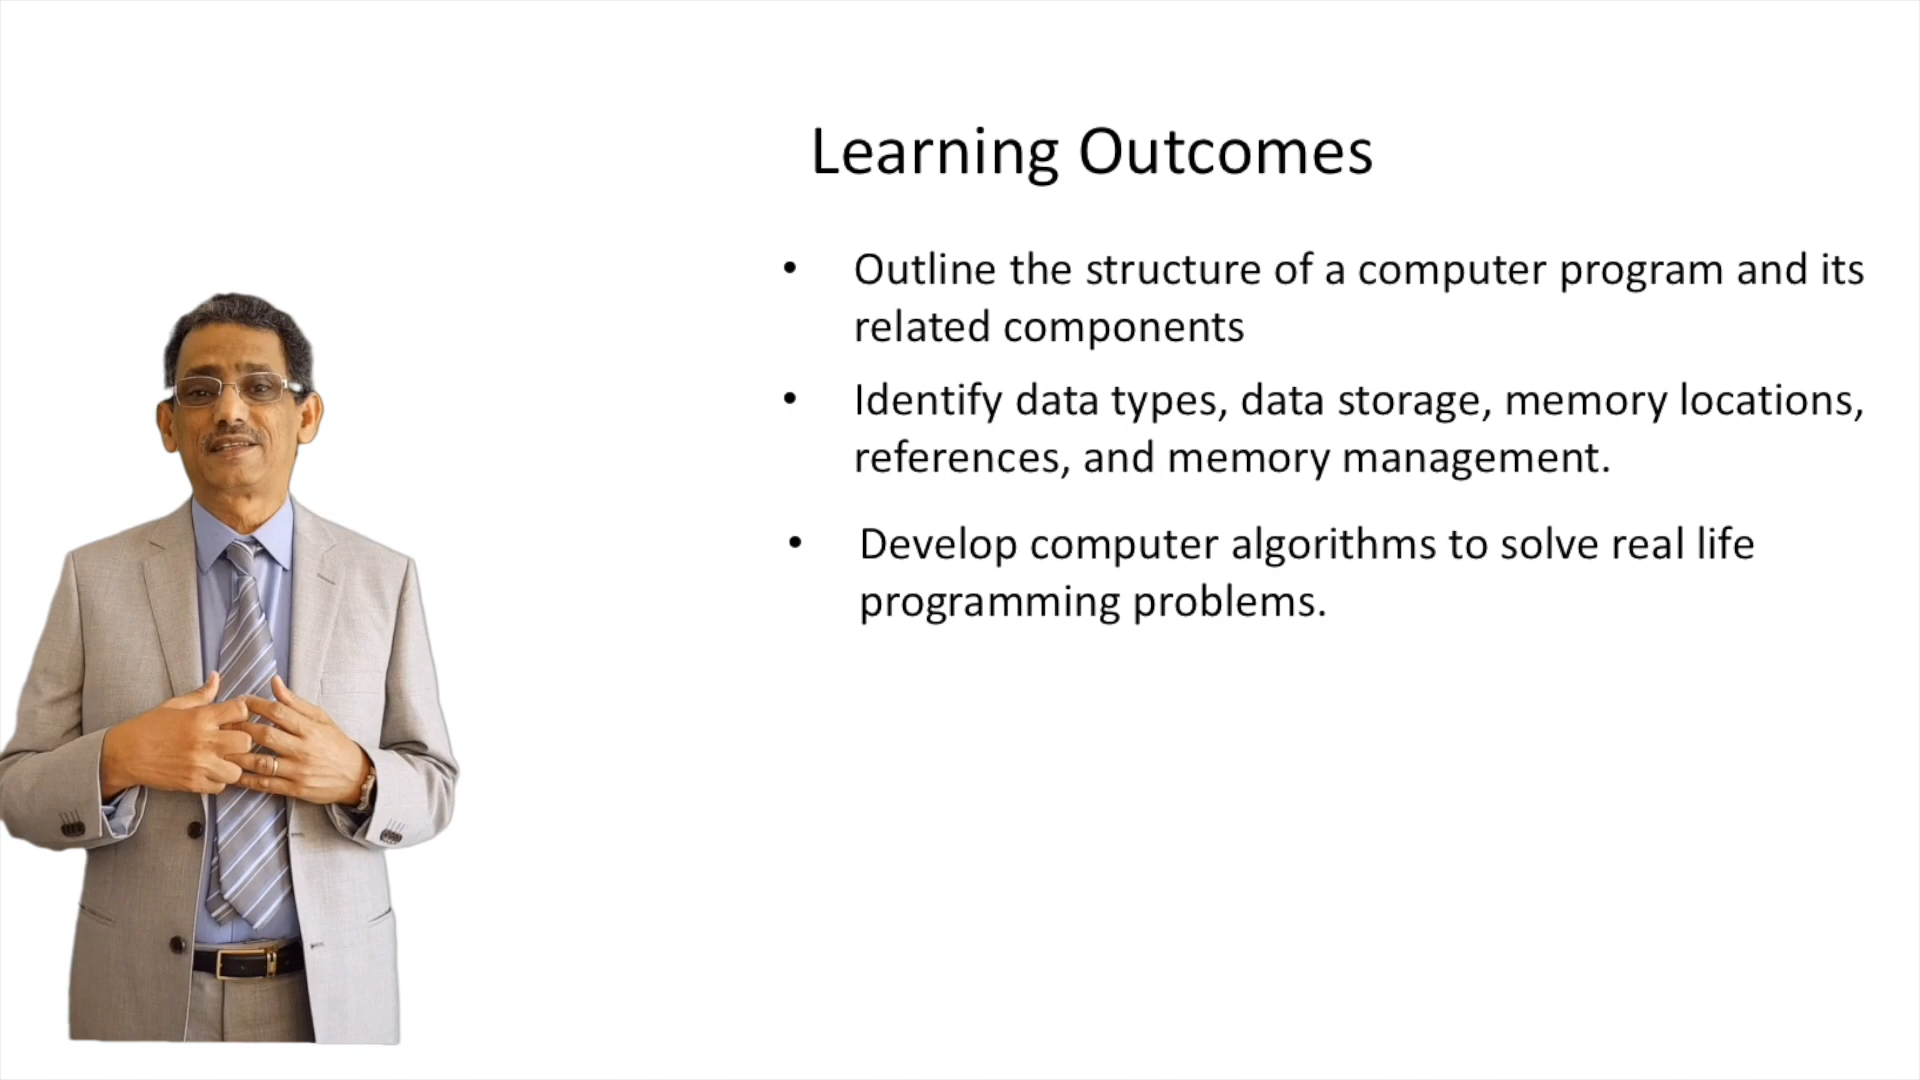 Learning Outcomes
• Outline the structure of a computer program and its
related components
• Identify data types, data storage, memory locations,
references, and memory management.
• Develop computer algorithms to solve real life
programming problems.